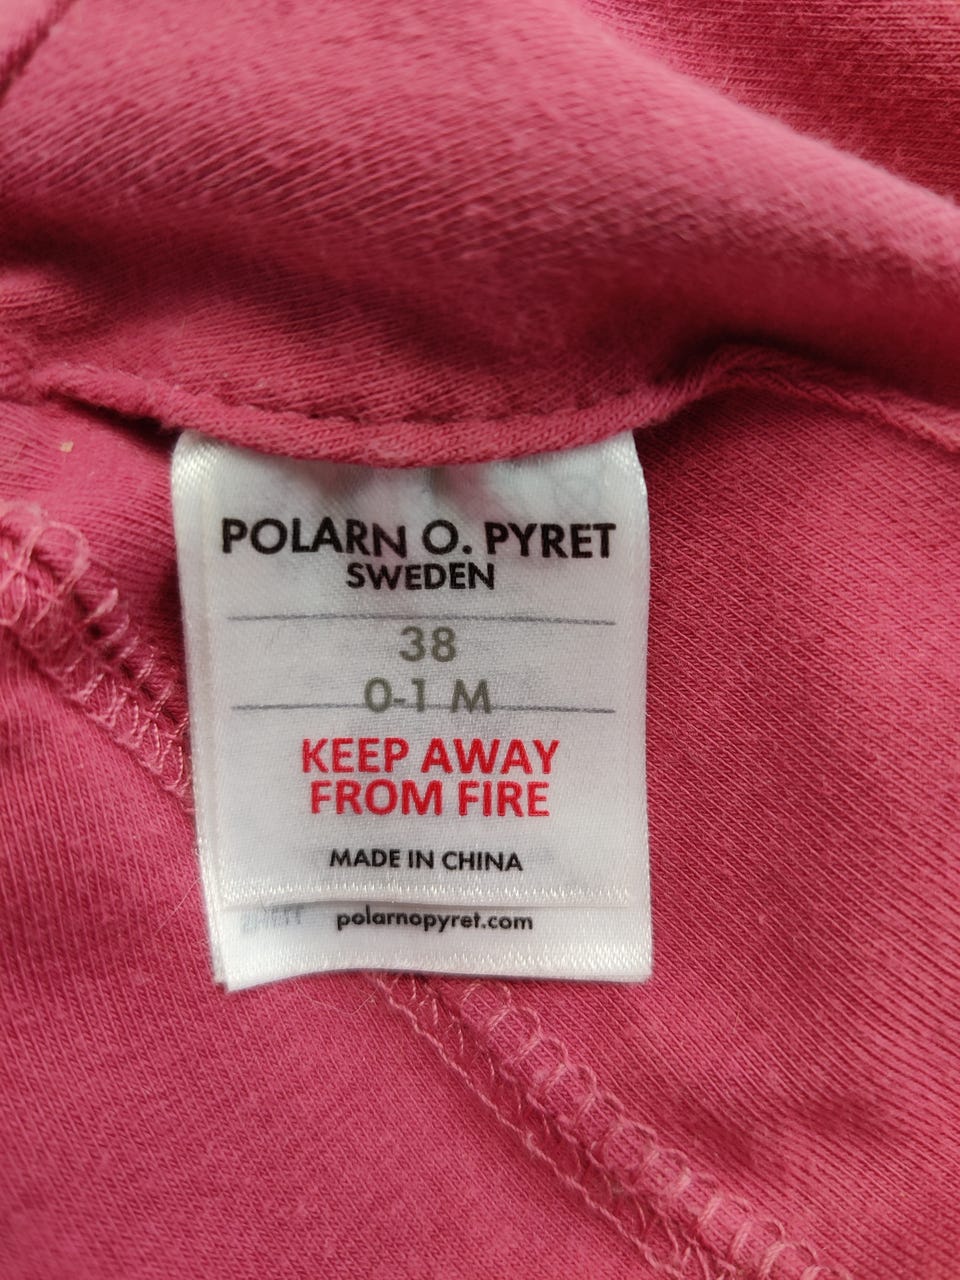 POLARN O. PYRET
SWEDEN
38
0-1 M
KEEP AWAY
FROM FIRE
MADE IN CHINA
polarnopyret.com